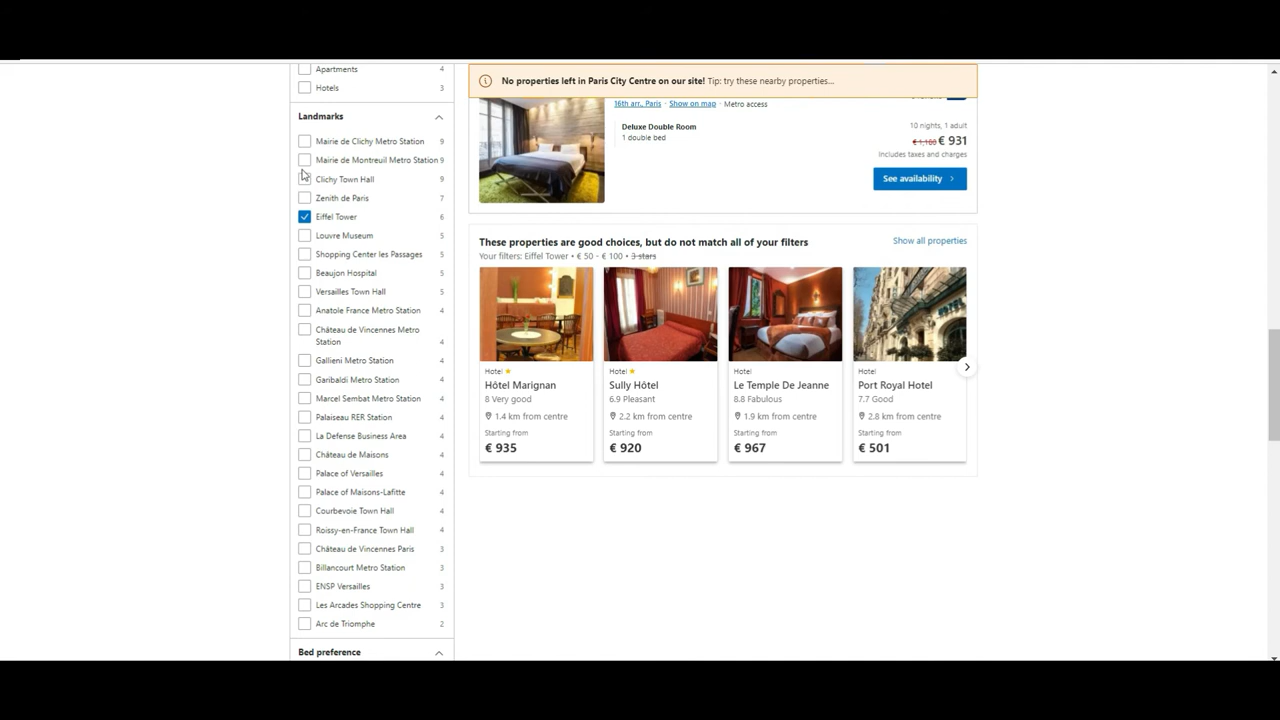 Apartments 4
Hotels 3
Landmarks
Mairie de Clichy Metro Station 9
Mairie de Montreuil Metro Station 9
Clichy Town Hall 9
Zenith de Paris 7
Eiffel Tower 6
Louvre Museum 5
Shopping Center les Passages 5
Beaujon Hospital 5
Versailles Town Hall 5
Anatole France Metro Station 4
Château de Vincennes Metro
Station 4
Gallieni Metro Station 4
Garibaldi Metro Station 4
Marcel Sembat Metro Station 4
Palaiseau RER Station 4
La Defense Business Area 4
Château de Maisons 4
Palace of Versailles 4
Palace of Maisons-Lafitte 4
Courbevoie Town Hall 4
Roissy-en-France Town Hall 4
Château de Vincennes Paris 3
Billancourt Metro Station 3
ENSP Versailles 3
Les Arcades Shopping Centre 3
Arc de Triomphe 2
Bed preference
No properties left in Paris City Centre on our site! Tip: try these nearby properties...
16th arr., Paris · Show on map · Metro access
Deluxe Double Room
1 double bed
10 nights, 1 adult
€ 931
Includes taxes and charges
See availability
These properties are good choices, but do not match all of your filters
Show all properties
Your filters: Eiffel Tower • € 50 - € 100 • 3 stars
Hotel
Hôtel Marignan
8 Very good
1.4 km from centre
Starting from
€ 935
Hotel
Sully Hôtel
6.9 Pleasant
2.2 km from centre
Starting from
€ 920
Hotel
Le Temple De Jeanne
8.8 Fabulous
1.9 km from centre
Starting from
€ 967
Hotel
Port Royal Hotel
7.7 Good
2.8 km from centre
Starting from
€ 501